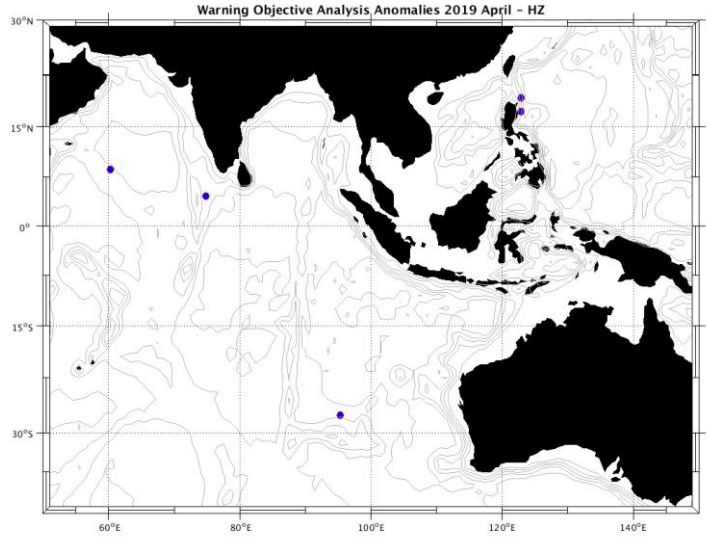 Warning Objective Analysis Anomalies 2019 April – HZ
30°N
15°N
0°
15°S
30°S
60°E 80°E 100°E 120°E 140°E